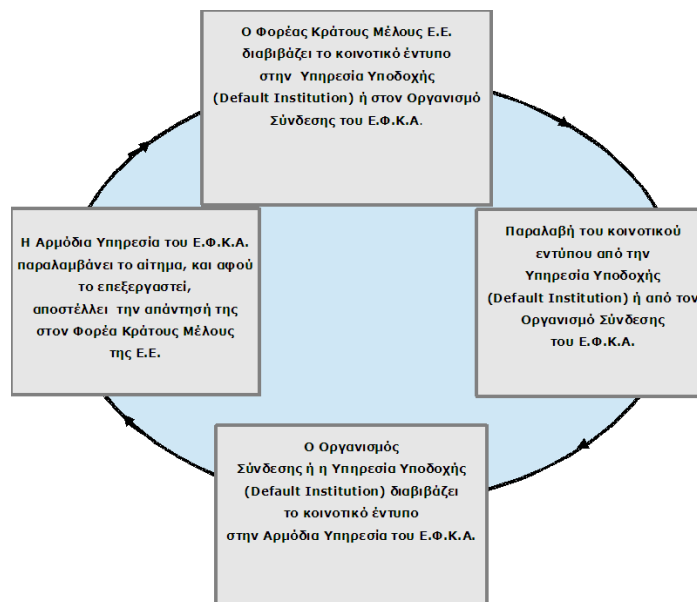 Ο Φορέας Κράτους Μέλους Ε.Ε.
διαβιβάζει το κοινοτικό έντυπο
στην Υπηρεσία Υποδοχής
(Default Institution) ή στον Οργανισμό
Σύνδεσης του Ε.Φ.Κ.Α.
Παραλαβή του κοινοτικού
εντύπου από την
Υπηρεσία Υποδοχής
(Default Institution) ή από τον
Οργανισμό Σύνδεσης
του Ε.Φ.Κ.Α.
Ο Οργανισμός
Σύνδεσης ή η Υπηρεσία Υποδοχής
(Default Institution) διαβιβάζει
το κοινοτικό έντυπο
στην Αρμόδια Υπηρεσία του Ε.Φ.Κ.Α.
Η Αρμόδια Υπηρεσία του Ε.Φ.Κ.Α.
παραλαμβάνει το αίτημα, και αφού
το επεξεργαστεί,
αποστέλλει την απάντησή της
στον Φορέα Κράτους Μέλους
της Ε.Ε.